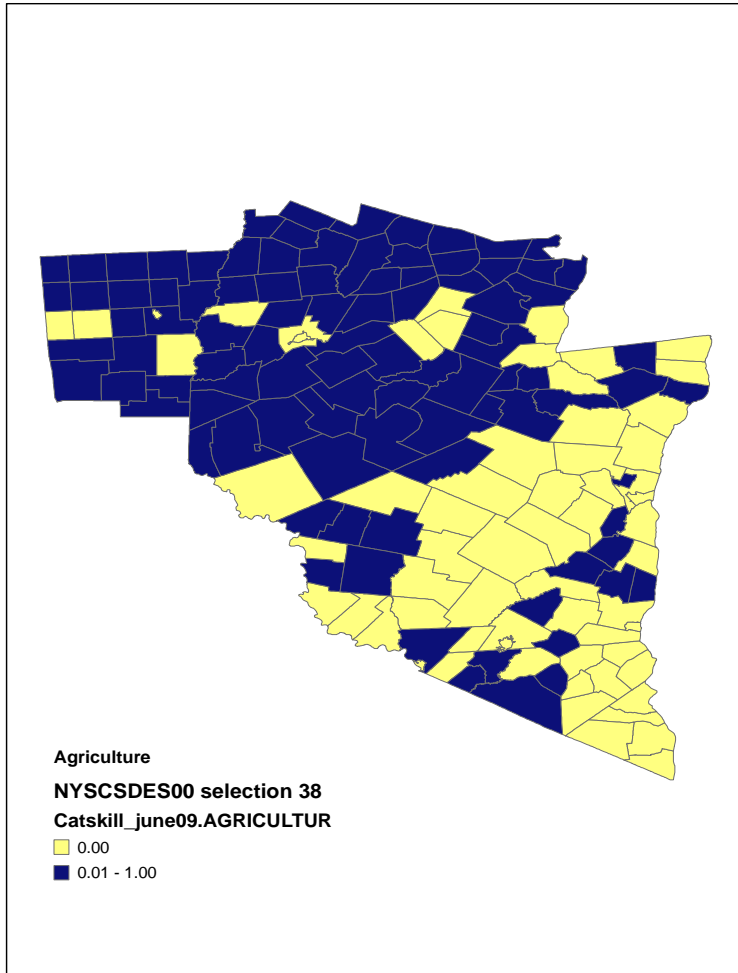 Agriculture
NYSCSDES00 selection 38
Catskill_june09.AGRICULTUR
0.00
0.01 - 1.00